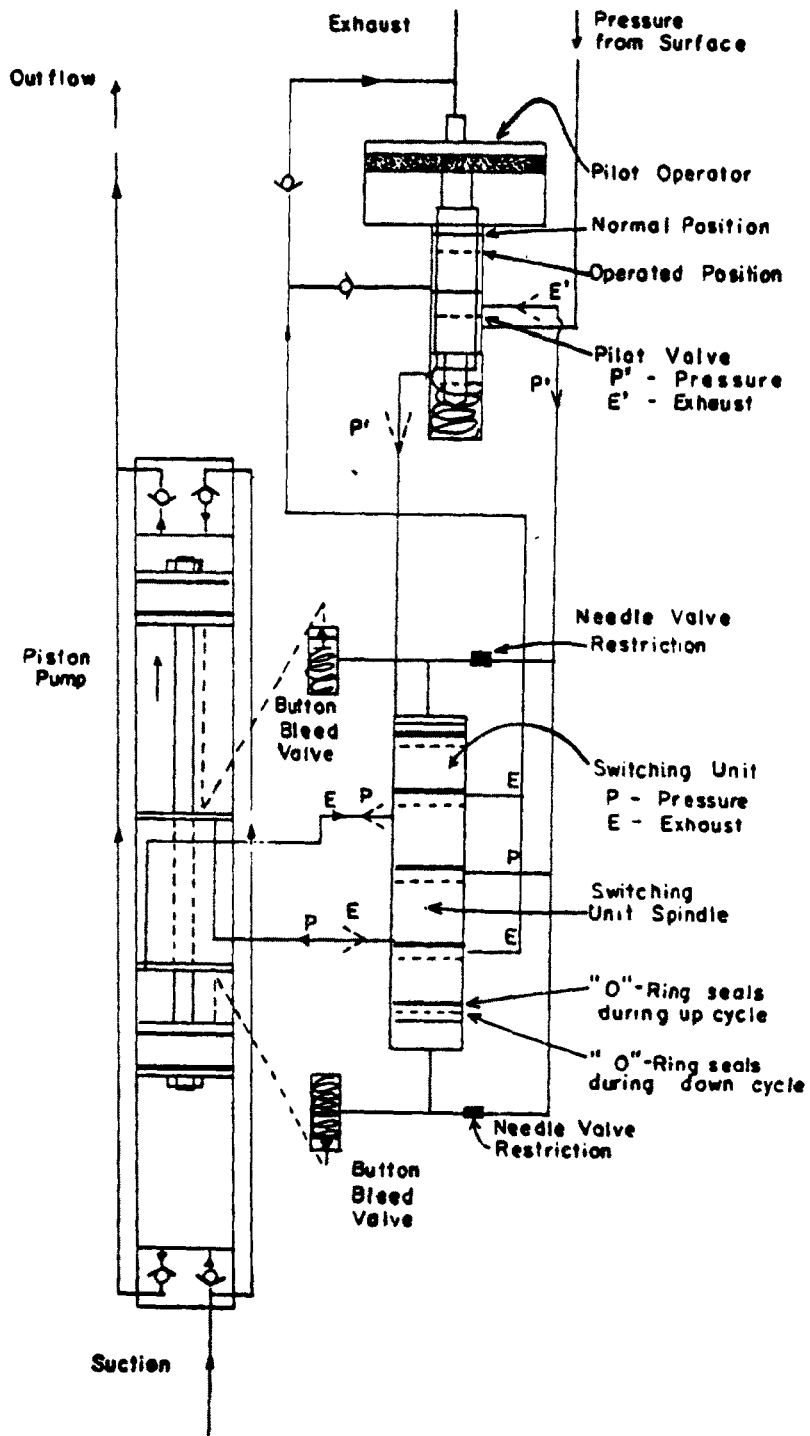 Exhaust
Pressure
from Surface
Outflow
Pilot Operator
Normal Position
Operated Position
E'
Pilot Valve
P' - Pressure
E' - Exhaust
P'
P'
Needle Valve
Restriction
Piston
Pump
Button
Bleed
Valve
Switching Unit
P - Pressure
E - Exhaust
E
P
E
P
Switching
Unit Spindle
P
E
E
"O"-Ring seals
during up cycle
"O"-Ring seals
during down cycle
Needle Valve
Restriction
Button
Bleed
Valve
Suction